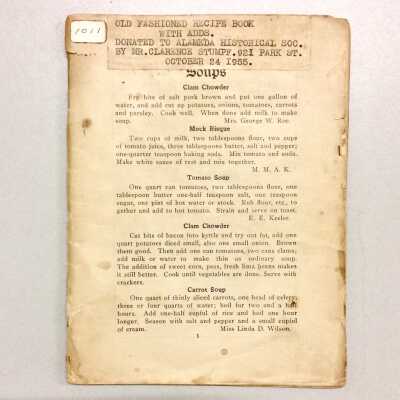 1011
OLD FASHIONED RECIPE BOOK
WITH ADDS.
DONATED TO ALAMEDA HISTORICAL SOC.
BY MR.CLARENCE STUMPF.921 PARK ST.
OCTOBER 24 1955.
Soups
Clam Chowder
Fry bits of salt pork brown and put one gallon of
water, and add cut up potatoes, onions, tomatoes, carrots
and parsley. Cook well. When done add milk to make
soup. Mrs. George W. Roe.
Mock Bisque
Two cups of milk, two tablespoons flour, two cups
of tomato juice, three tablespoons butter, salt and pepper;
one-quarter teaspoon baking soda. Mix tomato and soda.
Make white sauce of rest and mix together.
M. M. A. K.
Tomato Soup
One quart can tomatoes, two tablespoons flour, one
tablespoon butter one-half teaspoon salt, one teaspoon
sugar, one pint of hot water or stock. Rub flour, etc., to
gether and add to hot tomato. Strain and serve on toast.
E. E. Keeler.
Clam Chowder
Cut bits of bacon into kettle and try out fat, add one
quart potatoes diced small, also one small onion. Brown
them good. Then add one can tomatoes, two cans clams;
add milk or water to make thin as ordinary soup.
The addition of sweet corn, peas, fresh lima beans makes
it still better. Cook until vegetables are done. Serve with
crackers.
Carrot Soup
One quart of thinly sliced carrots, one head of celery;
three or four quarts of water; boil for two and a half
hours. Add one-half cupful of rice and boil one hour
longer. Season with salt and pepper and a small cupful
of cream. Miss Linda D. Wilson.